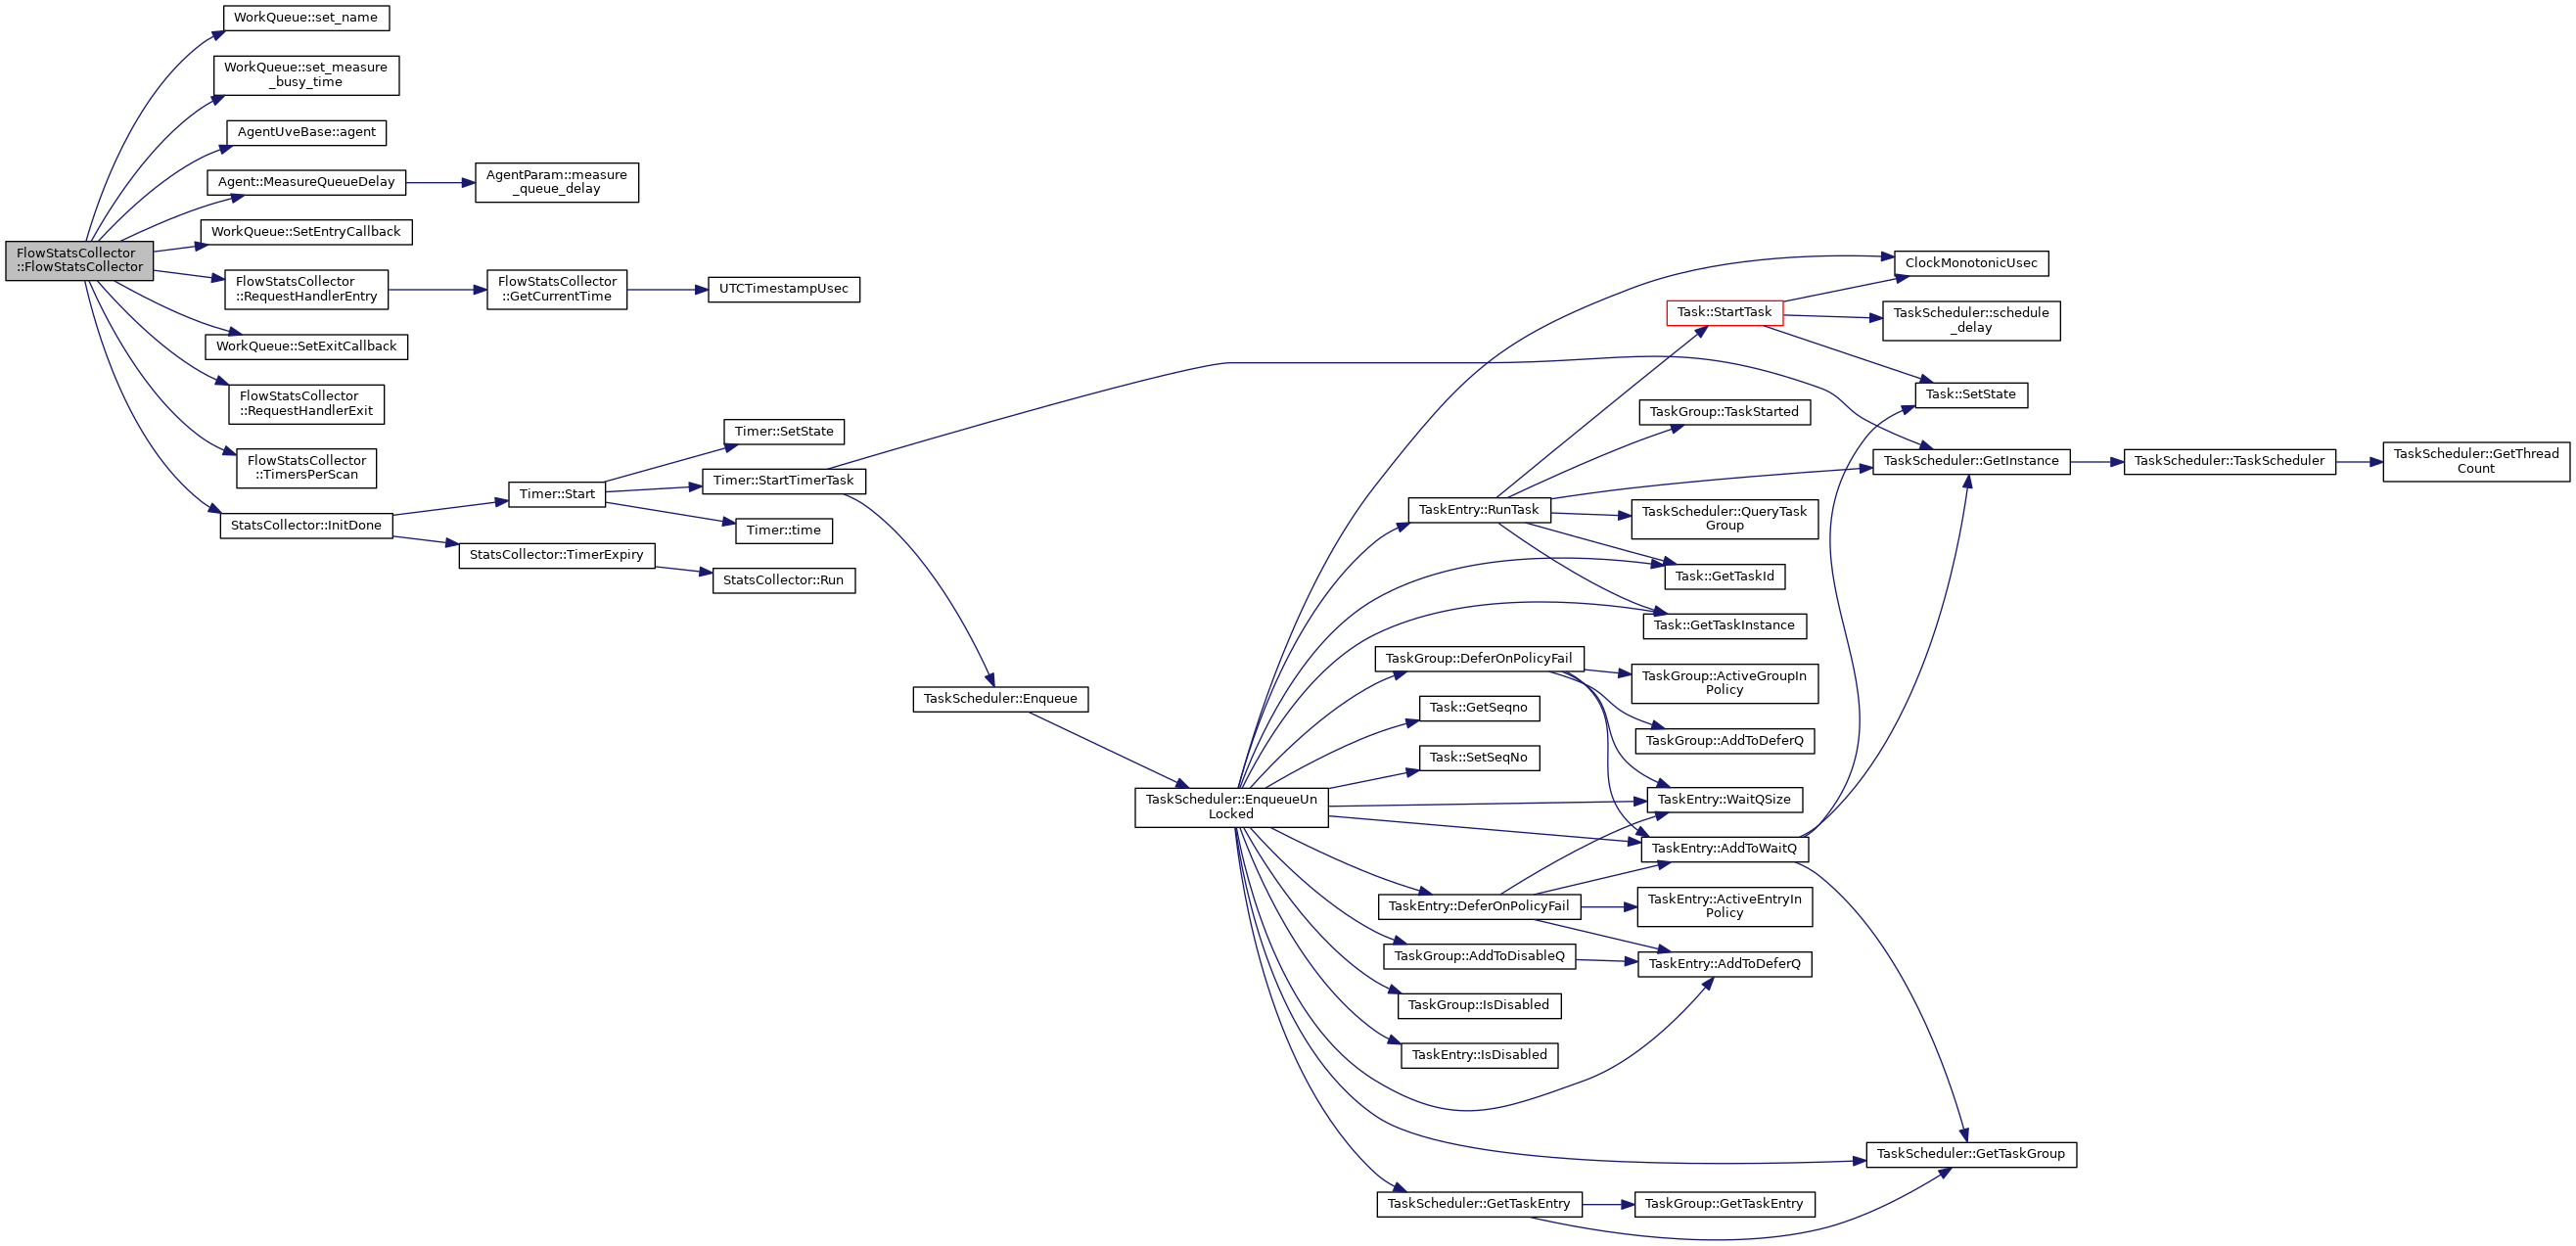 WorkQueue::set_name
WorkQueue::set_measure
_busy_time
AgentUveBase::agent
Agent::MeasureQueueDelay
AgentParam::measure
_queue_delay
WorkQueue::SetEntryCallback
FlowStatsCollector
::FlowStatsCollector
FlowStatsCollector
::RequestHandlerEntry
FlowStatsCollector
::GetCurrentTime
UTCTimestampUsec
WorkQueue::SetExitCallback
FlowStatsCollector
::RequestHandlerExit
FlowStatsCollector
::TimersPerScan
StatsCollector::InitDone
Timer::Start
Timer::SetState
Timer::StartTimerTask
Timer::time
StatsCollector::TimerExpiry
StatsCollector::Run
TaskScheduler::Enqueue
TaskScheduler::EnqueueUn
Locked
ClockMonotonicUsec
Task::StartTask
TaskScheduler::schedule
_delay
Task::SetState
TaskGroup::TaskStarted
TaskScheduler::GetInstance
TaskScheduler::TaskScheduler
TaskScheduler::GetThread
Count
TaskEntry::RunTask
TaskScheduler::QueryTask
Group
Task::GetTaskId
Task::GetTaskInstance
TaskGroup::DeferOnPolicyFail
TaskGroup::ActiveGroupIn
Policy
Task::GetSeqno
TaskGroup::AddToDeferQ
Task::SetSeqNo
TaskEntry::WaitQSize
TaskEntry::AddToWaitQ
TaskEntry::DeferOnPolicyFail
TaskEntry::ActiveEntryIn
Policy
TaskGroup::AddToDisableQ
TaskEntry::AddToDeferQ
TaskGroup::IsDisabled
TaskEntry::IsDisabled
TaskScheduler::GetTaskGroup
TaskScheduler::GetTaskEntry
TaskGroup::GetTaskEntry